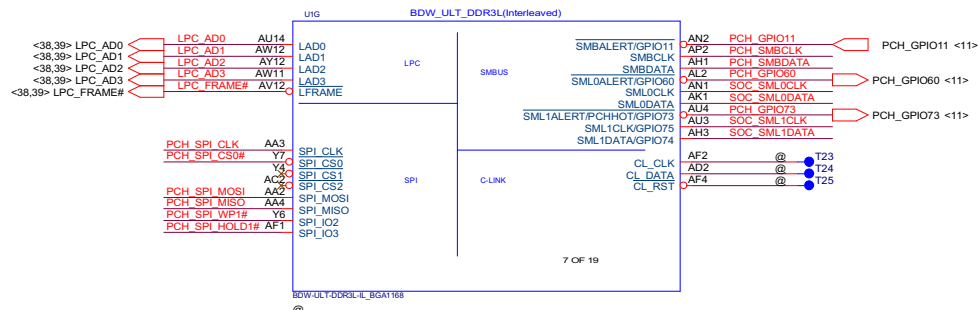 U1G
BDW_ULT_DDR3L(Interleaved)
<38,39> LPC_AD0 LPC_AD0 AU14 LAD0
<38,39> LPC_AD1 LPC_AD1 AW12 LAD1
<38,39> LPC_AD2 LPC_AD2 AY12 LAD2
<38,39> LPC_AD3 LPC_AD3 AW11 LAD3
<38,39> LPC_FRAME# LPC_FRAME# AV12 LFRAME
LPC
SMBUS
SMBALERT/GPIO11 AN2 PCH_GPIO11 PCH_GPIO11 <11>
SMBCLK AP2 PCH_SMBCLK
SMBDATA AH1 PCH_SMBDATA
SML0ALERT/GPIO60 AL2 PCH_GPIO60 PCH_GPIO60 <11>
SML0CLK AN1 SOC_SML0CLK
SML0DATA AK1 SOC_SML0DATA
SML1ALERT/PCHHOT/GPIO73 AU4 PCH_GPIO73 PCH_GPIO73 <11>
SML1CLK/GPIO75 AU3 SOC_SML1CLK
SML1DATA/GPIO74 AH3 SOC_SML1DATA
PCH_SPI_CLK AA3 SPI_CLK
PCH_SPI_CS0# Y7 SPI_CS0
Y4 SPI_CS1
AC2 SPI_CS2
PCH_SPI_MOSI AA2 SPI_MOSI
PCH_SPI_MISO AA4 SPI_MISO
PCH_SPI_WP1# Y6 SPI_IO2
PCH_SPI_HOLD1# AF1 SPI_IO3
SPI
C-LINK
CL_CLK AF2 @ T23
CL_DATA AD2 @ T24
CL_RST AF4 @ T25
7 OF 19
BDW-ULT-DDR3L-IL_BGA1168
@